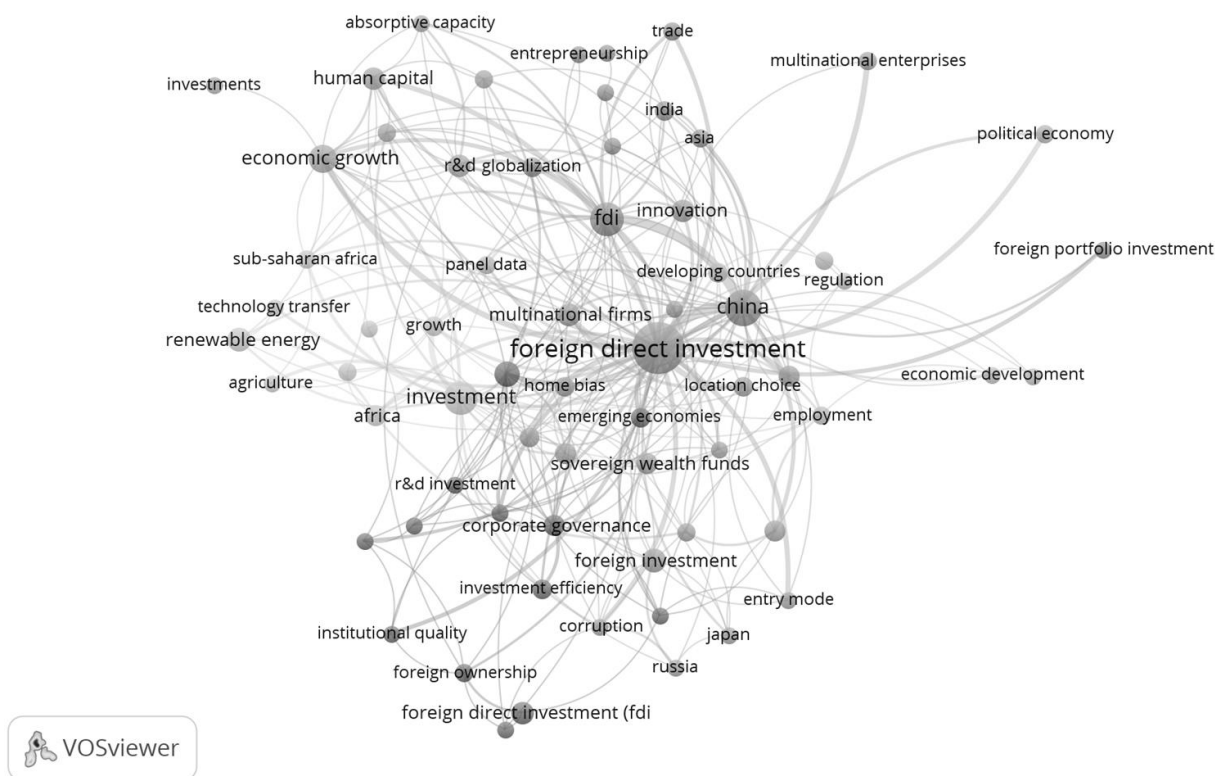 absorptive capacity
trade
entrepreneurship
multinational enterprises
human capital
investments
india
political economy
asia
economic growth
r&d globalization
fdi
innovation
foreign portfolio investment
sub-saharan africa
panel data
developing countries
regulation
technology transfer
china
multinational firms
growth
renewable energy
foreign direct investment
economic development
agriculture
home bias
location choice
investment
africa
emerging economies
employment
sovereign wealth funds
r&d investment
corporate governance
foreign investment
investment efficiency
entry mode
corruption
institutional quality
japan
russia
foreign ownership
foreign direct investment (fdi
VOSviewer